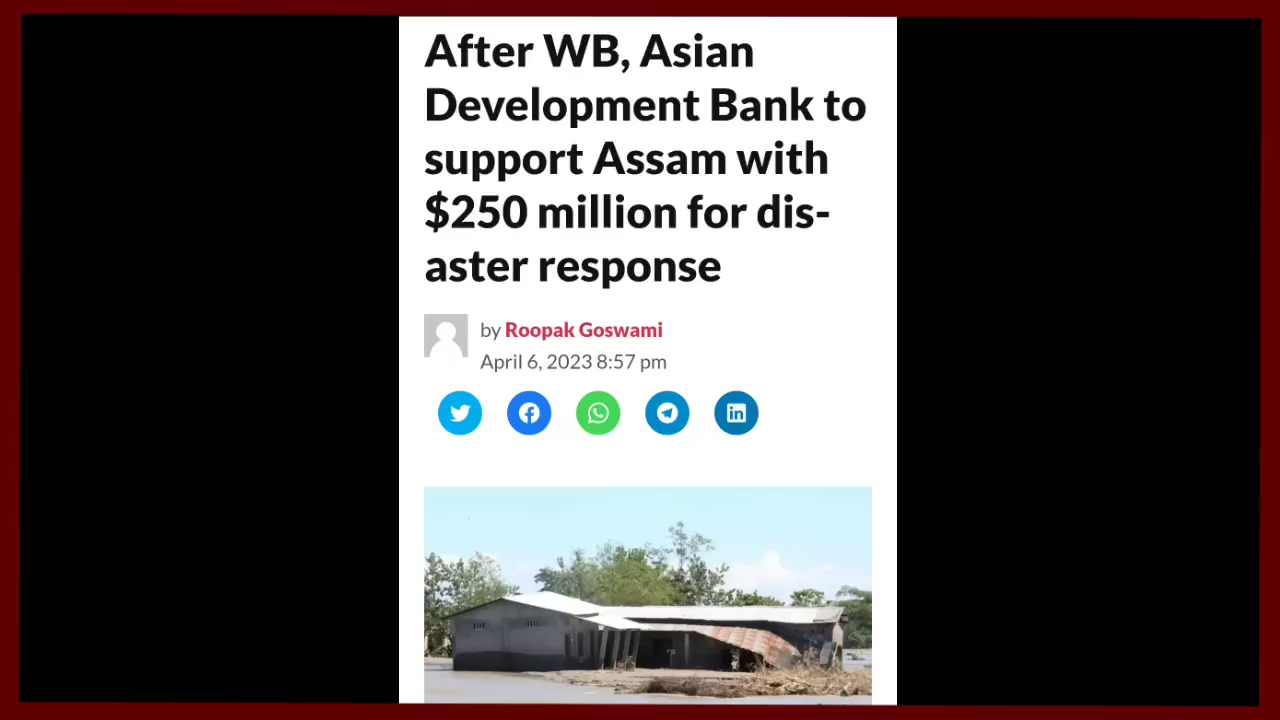 After WB, Asian
Development Bank to
support Assam with
$250 million for dis-
aster response
by Roopak Goswami
April 6, 2023 8:57 pm